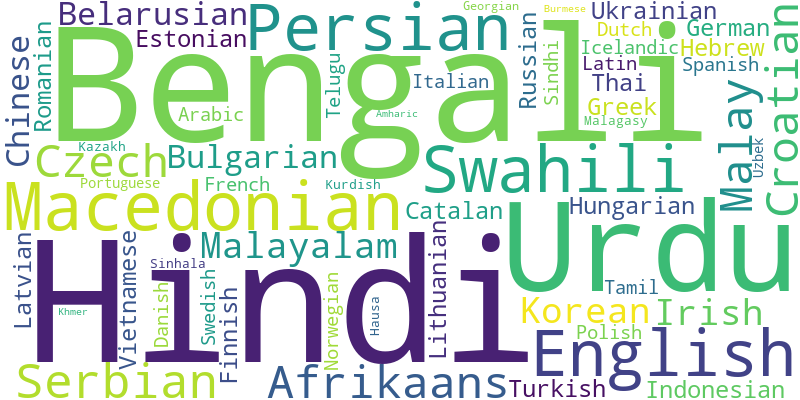 Belarusian
Persian
Georgian
Burmese
Ukrainian
Estonian
Dutch
German
Chinese
Romanian
Bengali
Russian
Icelandic
Hebrew
Telugu
Italian
Sindhi
Latin
Spanish
Thai
Arabic
Amharic
Greek
Malagasy
Malay
Croatian
Uzbek
Kazakh
Czech
Bulgarian
Swahili
Portuguese
French
Kurdish
Macedonian
Catalan
Hungarian
Urdu
Malayalam
Hindi
Latvian
Vietnamese
Sinhala
Lithuanian
Khmer
Danish
Swedish
Finnish
Norwegian
Hausa
Tamil
Korean
Irish
Polish
English
Serbian
Afrikaans
Turkish
Indonesian